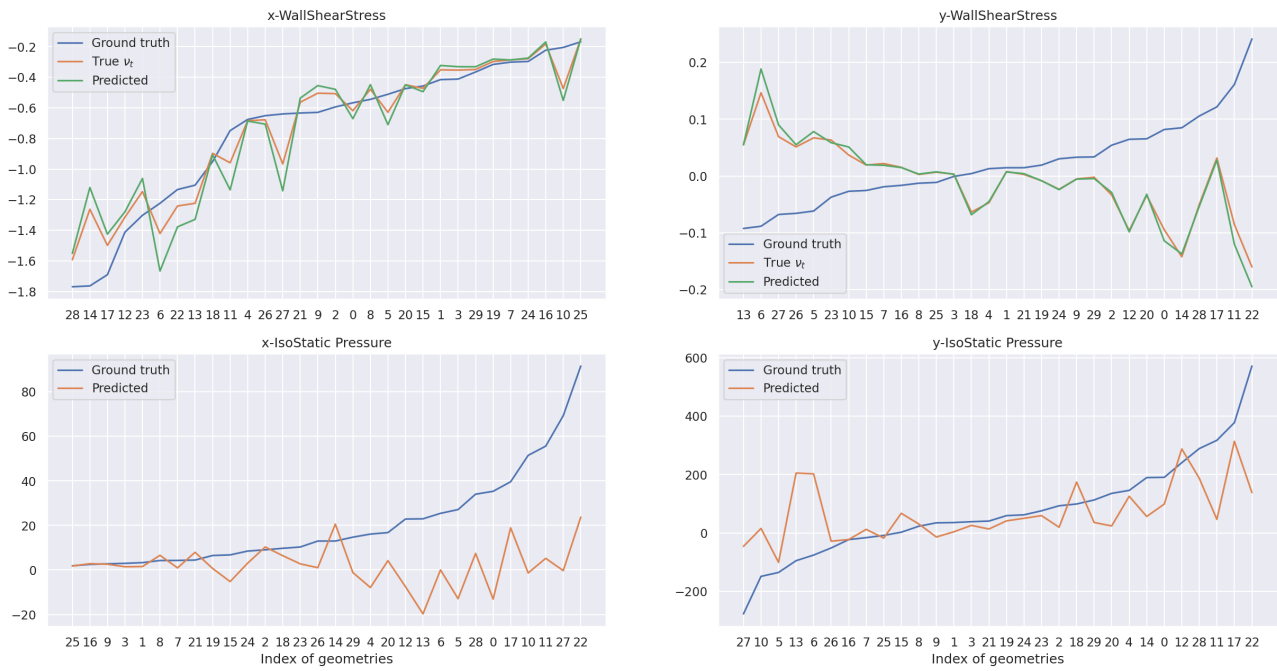 x-WallShearStress
Ground truth
True νt
Predicted
−0.2
−0.4
−0.6
−0.8
−1.0
−1.2
−1.4
−1.6
−1.8
28 14 17 12 23 6 22 13 18 11 4 26 27 21 9 2 0 8 5 20 15 1 3 29 19 7 24 16 10 25
y-WallShearStress
0.2
0.1
0.0
−0.1
−0.2
Ground truth
True νt
Predicted
13 6 27 26 5 23 10 15 7 16 8 25 3 18 4 1 21 19 24 9 29 2 12 20 0 14 28 17 11 22
x-IsoStatic Pressure
Ground truth
Predicted
80
60
40
20
0
−20
25 16 9 3 1 8 7 21 19 15 24 2 18 23 26 14 29 4 20 12 13 6 5 28 0 17 10 11 27 22
Index of geometries
y-IsoStatic Pressure
Ground truth
Predicted
600
400
200
0
−200
27 10 5 13 6 26 16 7 25 15 8 9 1 3 21 19 24 23 2 18 29 20 4 14 0 12 28 11 17 22
Index of geometries